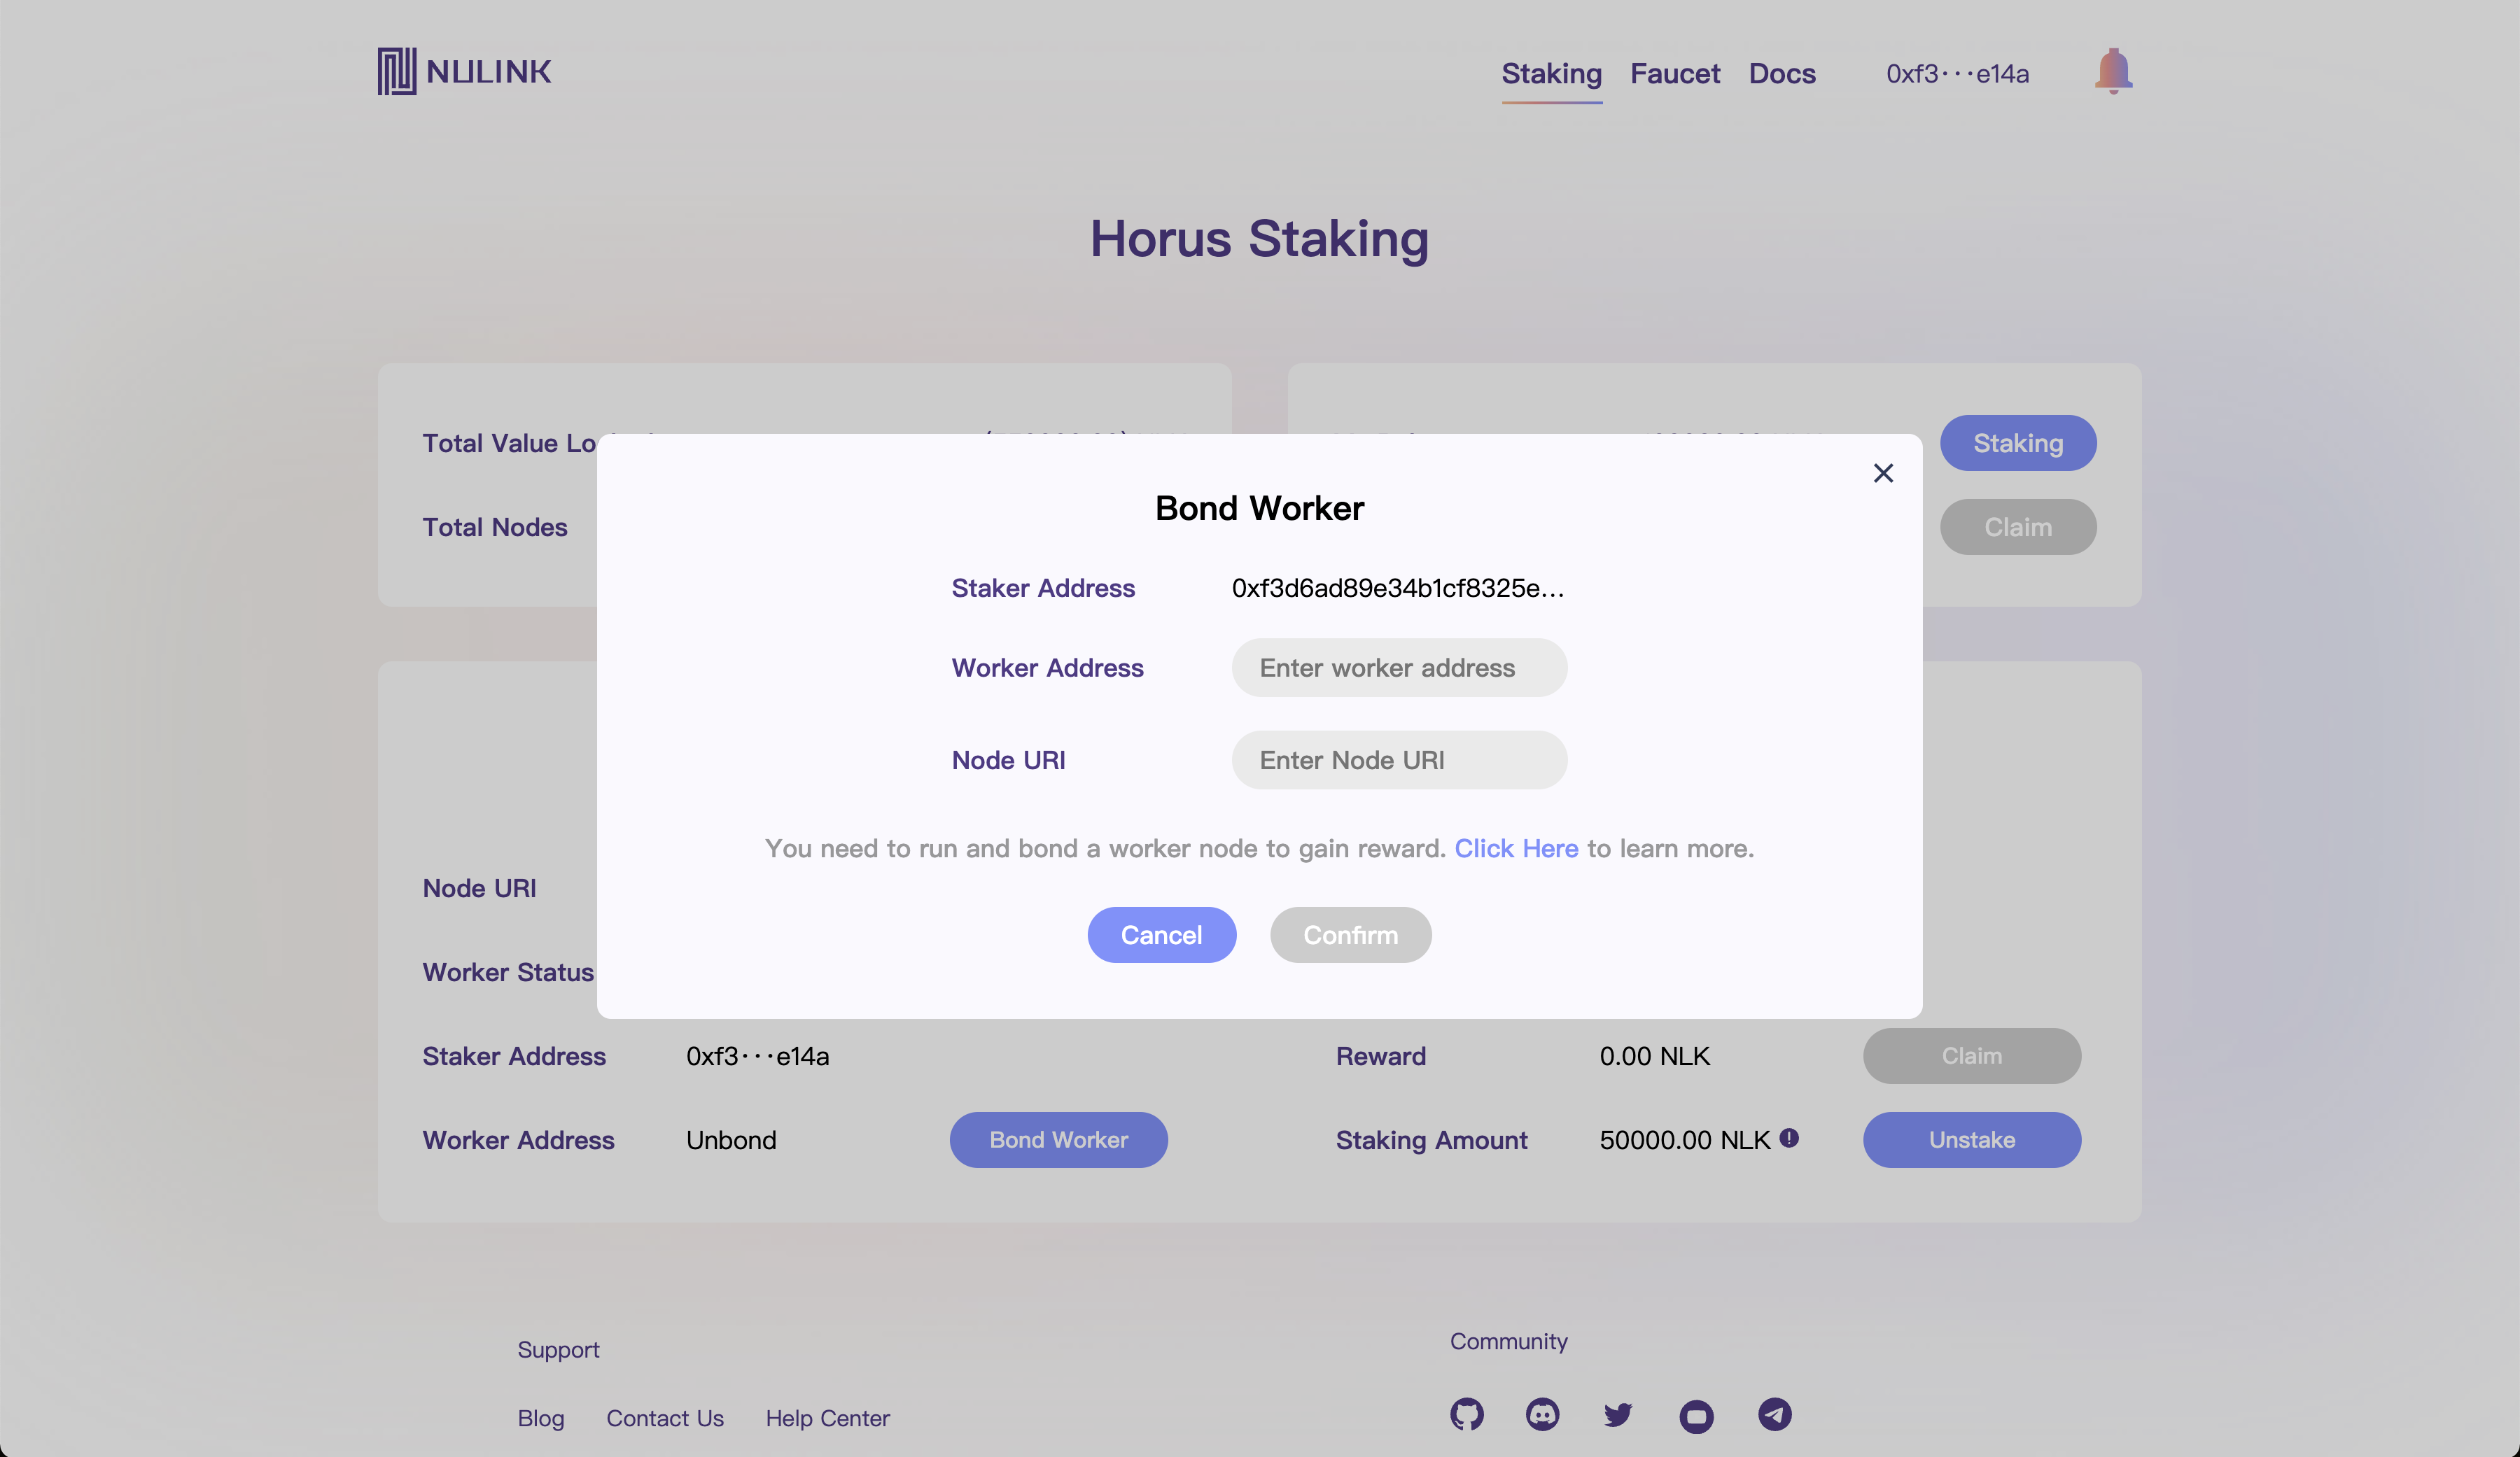 NULINK
Staking Faucet Docs 0xf3···e14a
Horus Staking
Total Value Lo
Staking
Total Nodes
Claim
Bond Worker
Staker Address 0xf3d6ad89e34b1cf8325e...
Worker Address Enter worker address
Node URI Enter Node URI
You need to run and bond a worker node to gain reward. Click Here to learn more.
Cancel Confirm
Node URI
Worker Status
Staker Address 0xf3···e14a
Reward 0.00 NLK Claim
Worker Address Unbond Bond Worker
Staking Amount 50000.00 NLK Unstake
Support
Community
Blog Contact Us Help Center